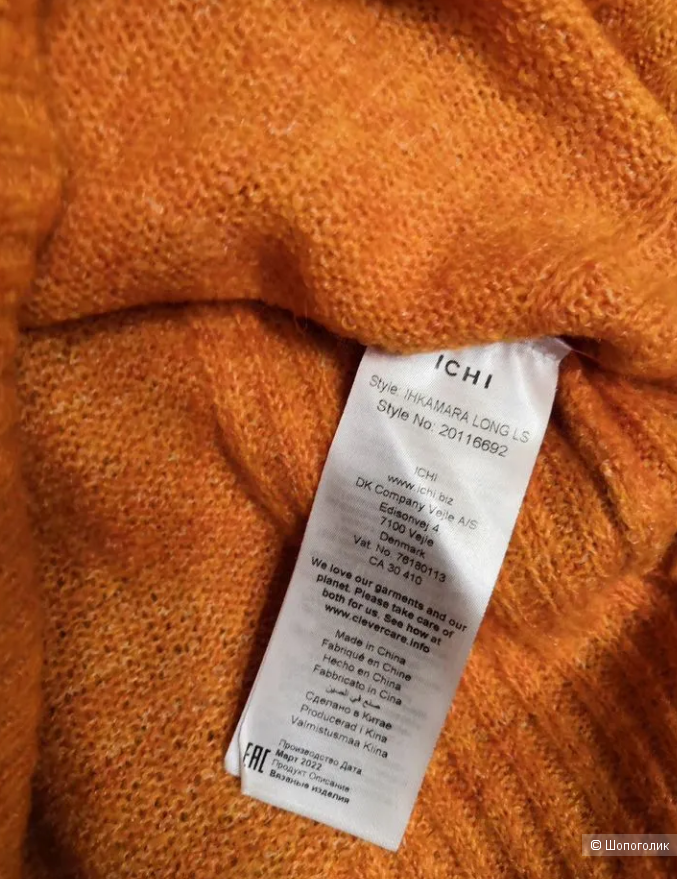 ICHI
Style: IHKAMARA LONG LS
Style No: 20116692
ICHI
www.ichi.biz
DK Company Vejle A/S
Edisonvej 4
7100 Vejle
Denmark
Vat. No. 76180113
CA 30 410
We love our garments and our
planet. Please take care of
both for us. See how at
www.clevercare.info
Made in China
Fabriqué en Chine
Hecho en China
Fabbricato in Cina
صنع في الصين
Сделано в Китае
Producerad i Kina
Valmistusmaa Kiina
EAC
Производство Дата
Март 2022
Продукт Описание
Вязаные изделия
© Шопоголик